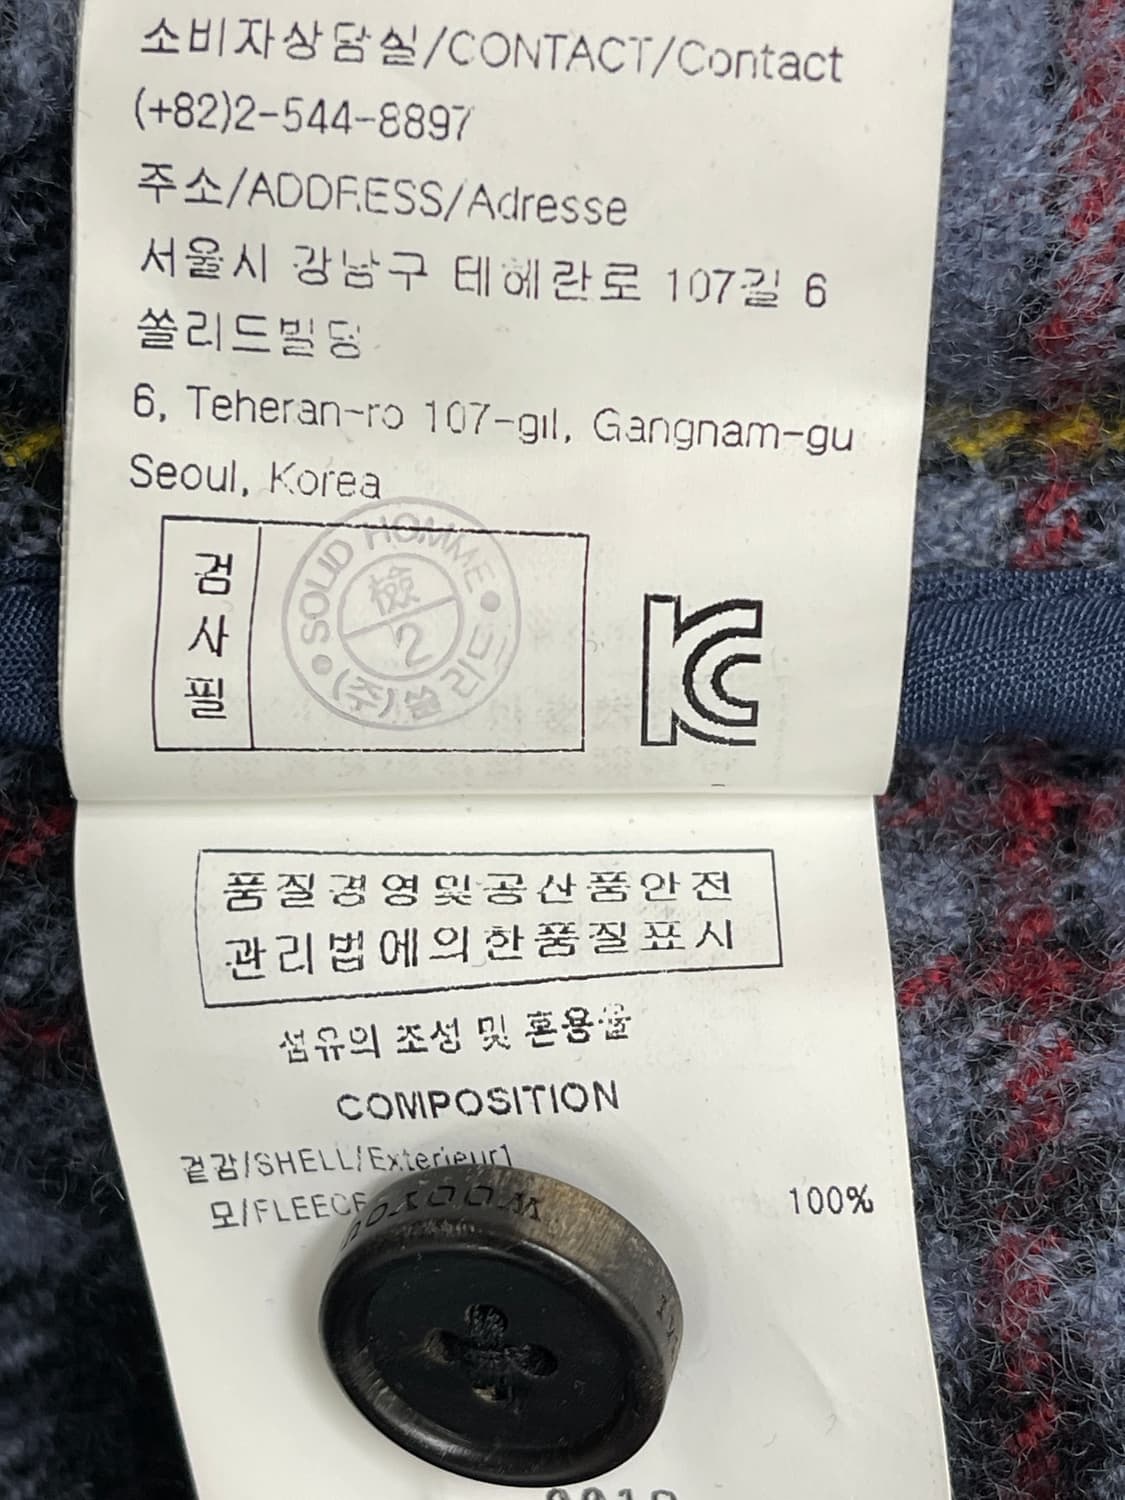 소비자상담실/CONTACT/Contact
(+82)2-544-8897
주소/ADDRESS/Adresse
서울시 강남구 테헤란로 107길 6
쏠리드빌딩
6, Teheran-ro 107-gil, Gangnam-gu
Seoul, Korea
검사필
SOLID HOMME
檢
2
(주)쏠리드
KC
품질경영및공산품안전
관리법에의한품질표시
섬유의 조성 및 혼용율
COMPOSITION
겉감/SHELL/Exterieur1
모/FLEECE 100%